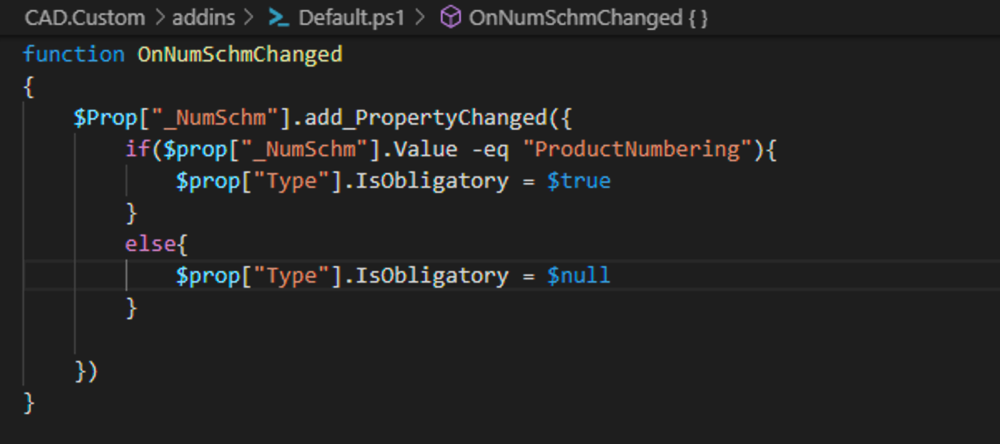 CAD.Custom > addins > Default.ps1 > OnNumSchmChanged { }
function OnNumSchmChanged
{
    $Prop["_NumSchm"].add_PropertyChanged({
        if($prop["_NumSchm"].Value -eq "ProductNumbering"){
            $prop["Type"].IsObligatory = $true
        }
        else{
            $prop["Type"].IsObligatory = $null
        }

    })
}